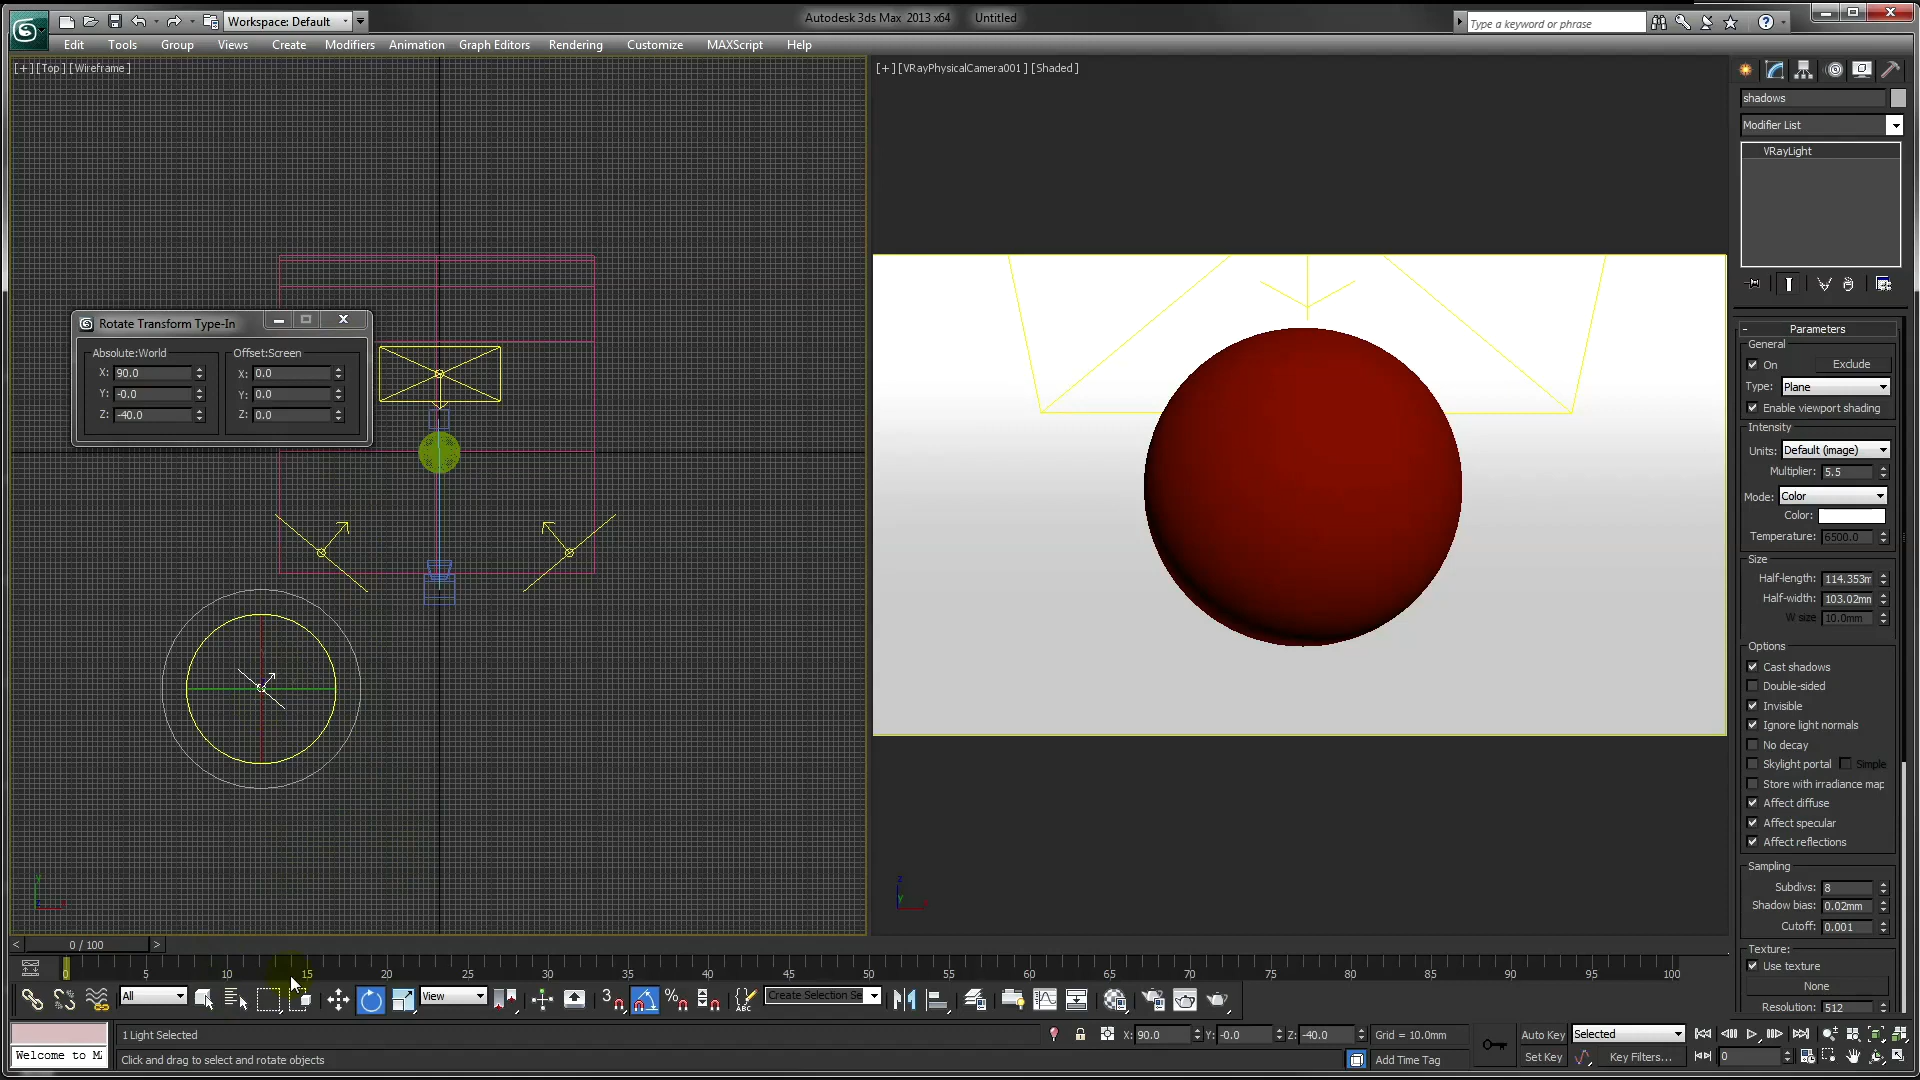 Workspace: Default
Autodesk 3ds Max 2013 x64 Untitled
Type a keyword or phrase
Edit Tools Group Views Create Modifiers Animation Graph Editors Rendering Customize MAXScript Help
[+][Top][Wireframe]
[+][VRayPhysicalCamera001][Shaded]
shadows
Modifier List
VRayLight
Rotate Transform Type-In
Absolute:World Offset:Screen
X: 90.0 X: 0.0
Y: -0.0 Y: 0.0
Z: -40.0 Z: 0.0
- Parameters
General
On Exclude
Type: Plane
Enable viewport shading
Intensity
Units: Default (image)
Multiplier: 5.5
Mode: Color
Color:
Temperature: 6500.0
Size
Half-length: 114.353m
Half-width: 103.02mm
W size 10.0mm
Options
Cast shadows
Double-sided
Invisible
Ignore light normals
No decay
Skylight portal Simple
Store with irradiance map
Affect diffuse
Affect specular
Affect reflections
Sampling
Subdivs: 8
Shadow bias: 0.02mm
Cutoff: 0.001
Texture:
Use texture
None
Resolution: 512
z
y
< 0 / 100 >
0 5 10 15 20 25 30 35 40 45 50 55 60 65 70 75 80 85 90 95 100
All View 3 % ABC Create Selection Se
1 Light Selected X: 90.0 Y: -0.0 Z: -40.0 Grid = 10.0mm Auto Key Selected
Welcome to M Click and drag to select and rotate objects Add Time Tag Set Key Key Filters... 0